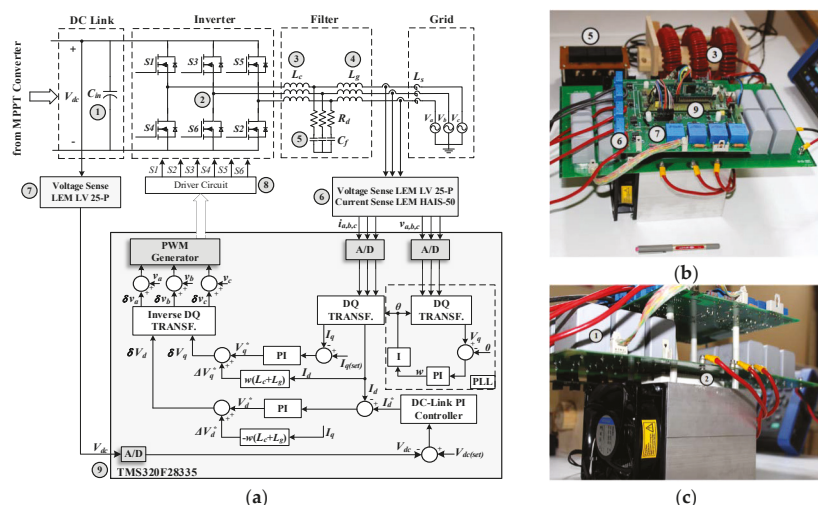 DC Link
Inverter
Filter
Grid
from MPPT Converter
+
V_dc
-
C_in
1
S1
S3
S5
2
S4
S6
S2
3
L_c
4
L_g
L_s
R_d
5
C_f
V_a
V_b
V_c
S1 S2 S3 S4 S5 S6
7
Voltage Sense
LEM LV 25-P
Driver Circuit
8
6
Voltage Sense LEM LV 25-P
Current Sense LEM HAIS-50
i_a,b,c
v_a,b,c
A/D
A/D
PWM
Generator
v_a
v_b
v_c
δv_a
δv_b
δv_c
Inverse DQ
TRANSF.
DQ
TRANSF.
θ
DQ
TRANSF.
I_q
V_q
θ
I
w
PI
PLL
δV_d
δV_q
V_q*
PI
I_q(set)
ΔV_q*
w(L_c+L_g)
I_d
I_d
V_d*
PI
I_d*
DC-Link PI
Controller
ΔV_d*
-w(L_c+L_g)
I_q
V_dc
V_dc(set)
V_dc
A/D
9
TMS320F28335
(a)
5
3
9
6
7
(b)
1
2
(c)